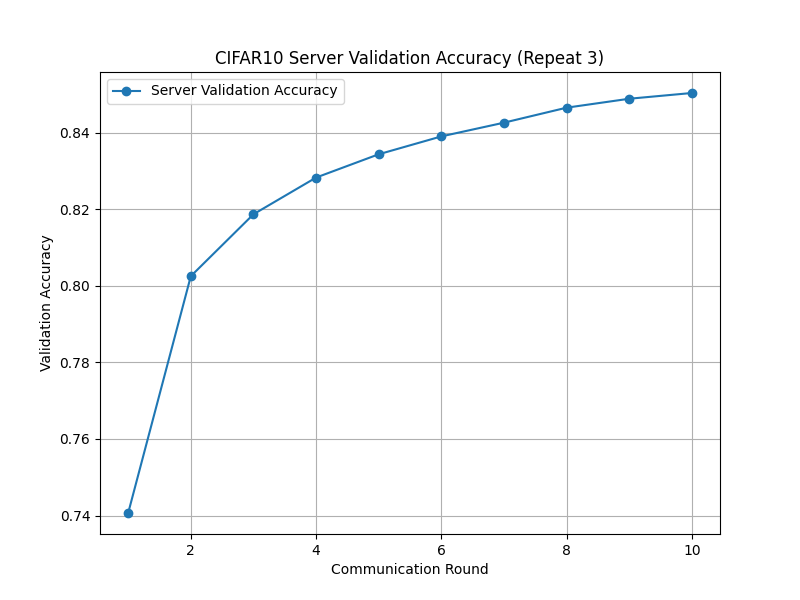 CIFAR10 Server Validation Accuracy (Repeat 3)
Server Validation Accuracy
0.84
0.82
0.80
0.78
0.76
0.74
Validation Accuracy
2 4 6 8 10
Communication Round